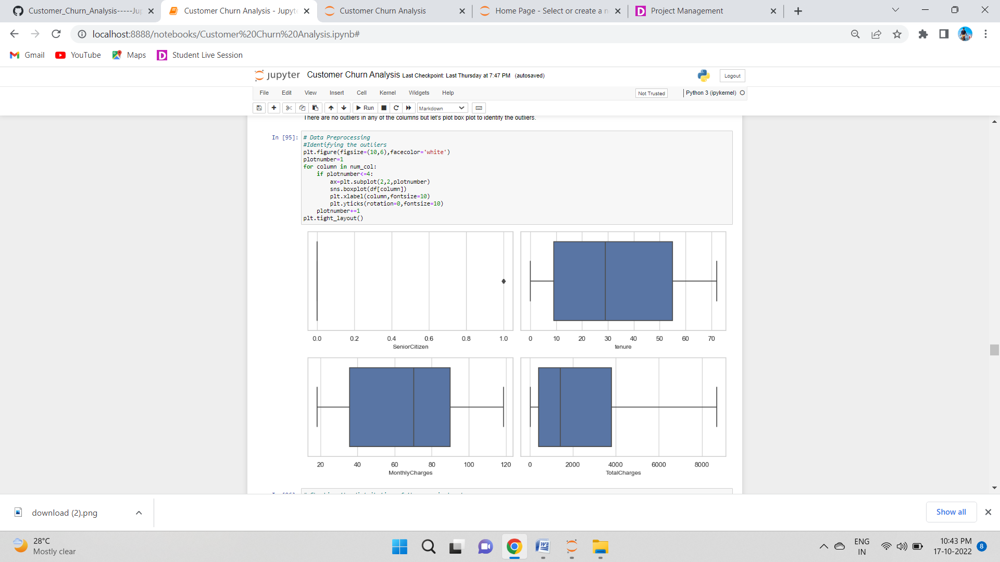 Customer_Churn_Analysis-----Jup
Customer Churn Analysis - Jupyte
Customer Churn Analysis
Home Page - Select or create a n
Project Management
localhost:8888/notebooks/Customer%20Churn%20Analysis.ipynb#
Gmail YouTube Maps Student Live Session
jupyter Customer Churn Analysis Last Checkpoint: Last Thursday at 7:47 PM (autosaved) Logout
File Edit View Insert Cell Kernel Widgets Help Not Trusted Python 3 (ipykernel)
Run Markdown
There are no outliers in any of the columns but let's plot box plot to identify the outliers.
In [95]: # Data Preprocessing
#Identifying the outliers
plt.figure(figsize=(10,6),facecolor='white')
plotnumber=1
for column in num_col:
    if plotnumber<=4:
        ax=plt.subplot(2,2,plotnumber)
        sns.boxplot(df[column])
        plt.xlabel(column,fontsize=10)
        plt.yticks(rotation=0,fontsize=10)
    plotnumber+=1
plt.tight_layout()
0.0 0.2 0.4 0.6 0.8 1.0
SeniorCitizen
0 10 20 30 40 50 60 70
tenure
20 40 60 80 100 120
MonthlyCharges
0 2000 4000 6000 8000
TotalCharges
download (2).png
Show all
28°C
Mostly clear
ENG
IN
10:43 PM
17-10-2022
8